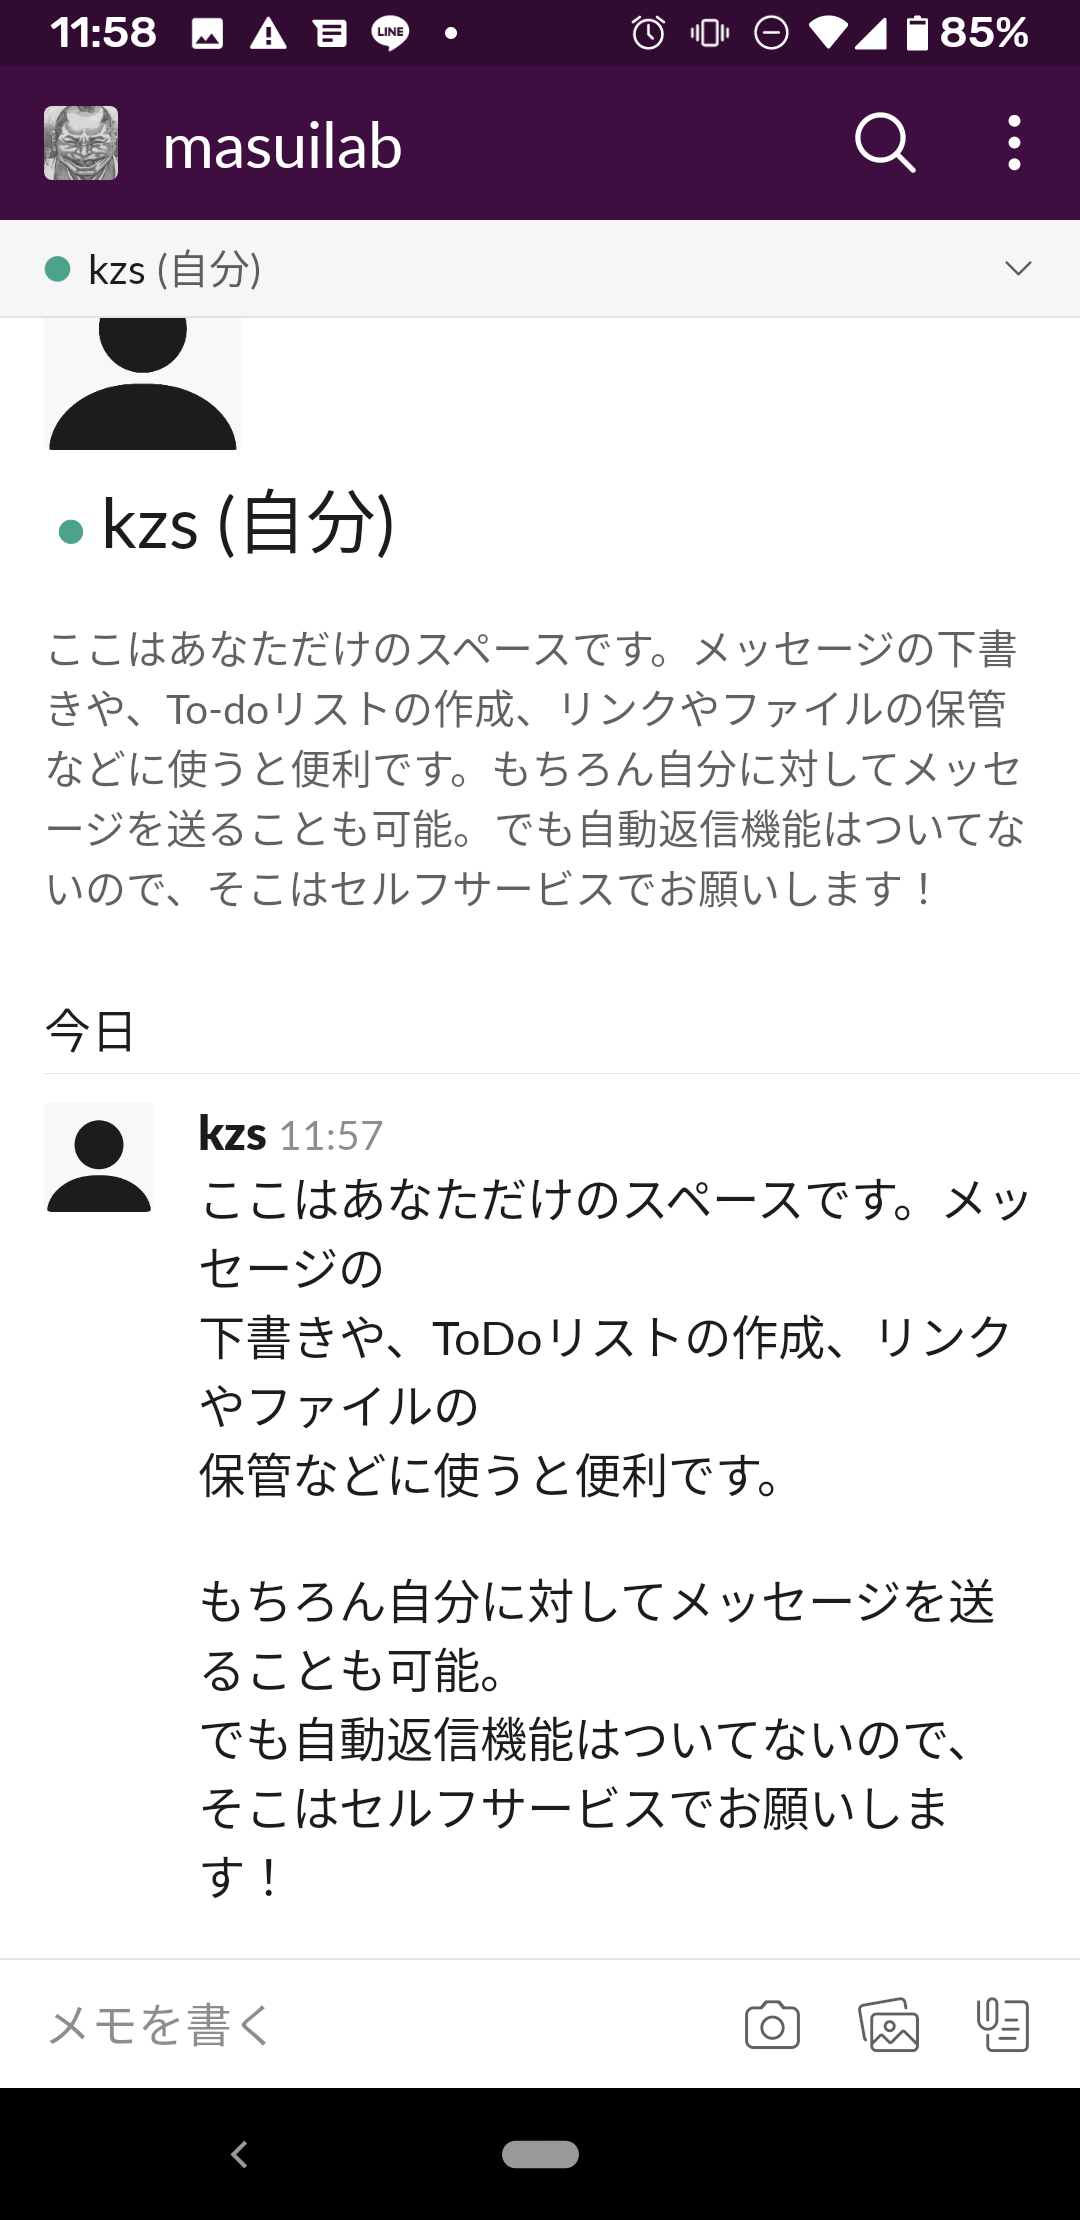 11:58 LINE 85%
masuilab
kzs (自分)
kzs (自分)
ここはあなただけのスペースです。メッセージの下書
きや、To-doリストの作成、リンクやファイルの保管
などに使うと便利です。もちろん自分に対してメッセ
ージを送ることも可能。でも自動返信機能はついてな
いので、そこはセルフサービスでお願いします！
今日
kzs 11:57
ここはあなただけのスペースです。メッ
セージの
下書きや、ToDoリストの作成、リンク
やファイルの
保管などに使うと便利です。
もちろん自分に対してメッセージを送
ることも可能。
でも自動返信機能はついてないので、
そこはセルフサービスでお願いしま
す！
メモを書く